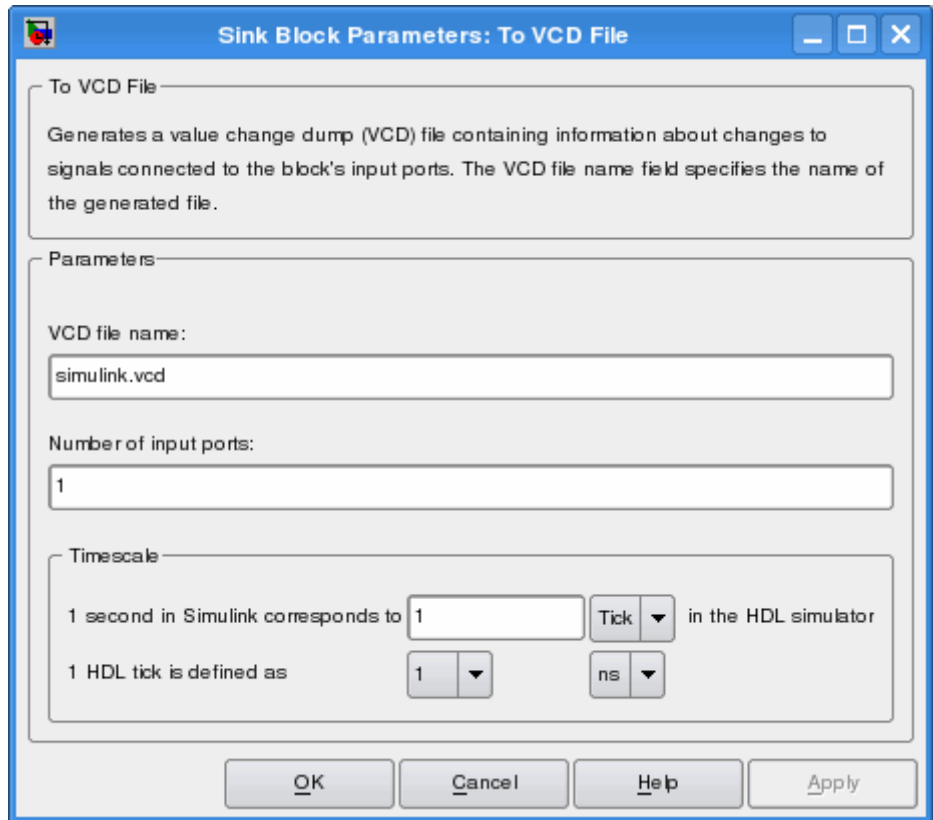 Sink Block Parameters: To VCD File
To VCD File
Generates a value change dump (VCD) file containing information about changes to
signals connected to the block's input ports. The VCD file name field specifies the name of
the generated file.
Parameters
VCD file name:
simulink.vcd
Number of input ports:
1
Timescale
1 second in Simulink corresponds to 1 Tick in the HDL simulator
1 HDL tick is defined as 1 ns
OK Cancel Help Apply